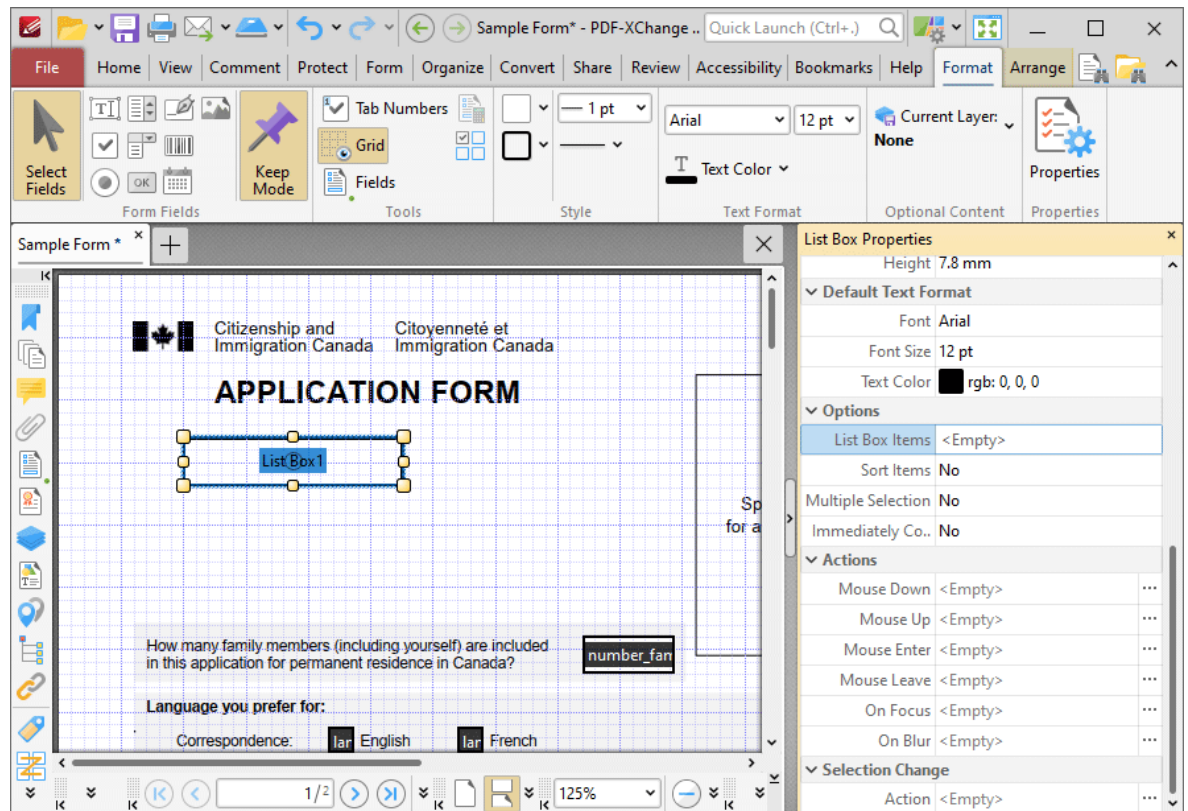 Sample Form* - PDF-XChange ..
Quick Launch (Ctrl+.)
File Home View Comment Protect Form Organize Convert Share Review Accessibility Bookmarks Help Format Arrange
Select Fields
OK
Keep Mode
Form Fields
Tab Numbers
Grid
Fields
Tools
1 pt
Style
Arial
12 pt
Text Color
Text Format
Current Layer:
None
Optional Content
Properties
Properties
Sample Form *
Citizenship and
Immigration Canada
Citoyenneté et
Immigration Canada
APPLICATION FORM
List Box1
Sp
for a
How many family members (including yourself) are included
in this application for permanent residence in Canada?
number_fan
Language you prefer for:
Correspondence: lar English lar French
1/2
125%
List Box Properties
Height 7.8 mm
Default Text Format
Font Arial
Font Size 12 pt
Text Color rgb: 0, 0, 0
Options
List Box Items <Empty>
Sort Items No
Multiple Selection No
Immediately Co.. No
Actions
Mouse Down <Empty> ...
Mouse Up <Empty> ...
Mouse Enter <Empty> ...
Mouse Leave <Empty> ...
On Focus <Empty> ...
On Blur <Empty> ...
Selection Change
Action <Empty> ...